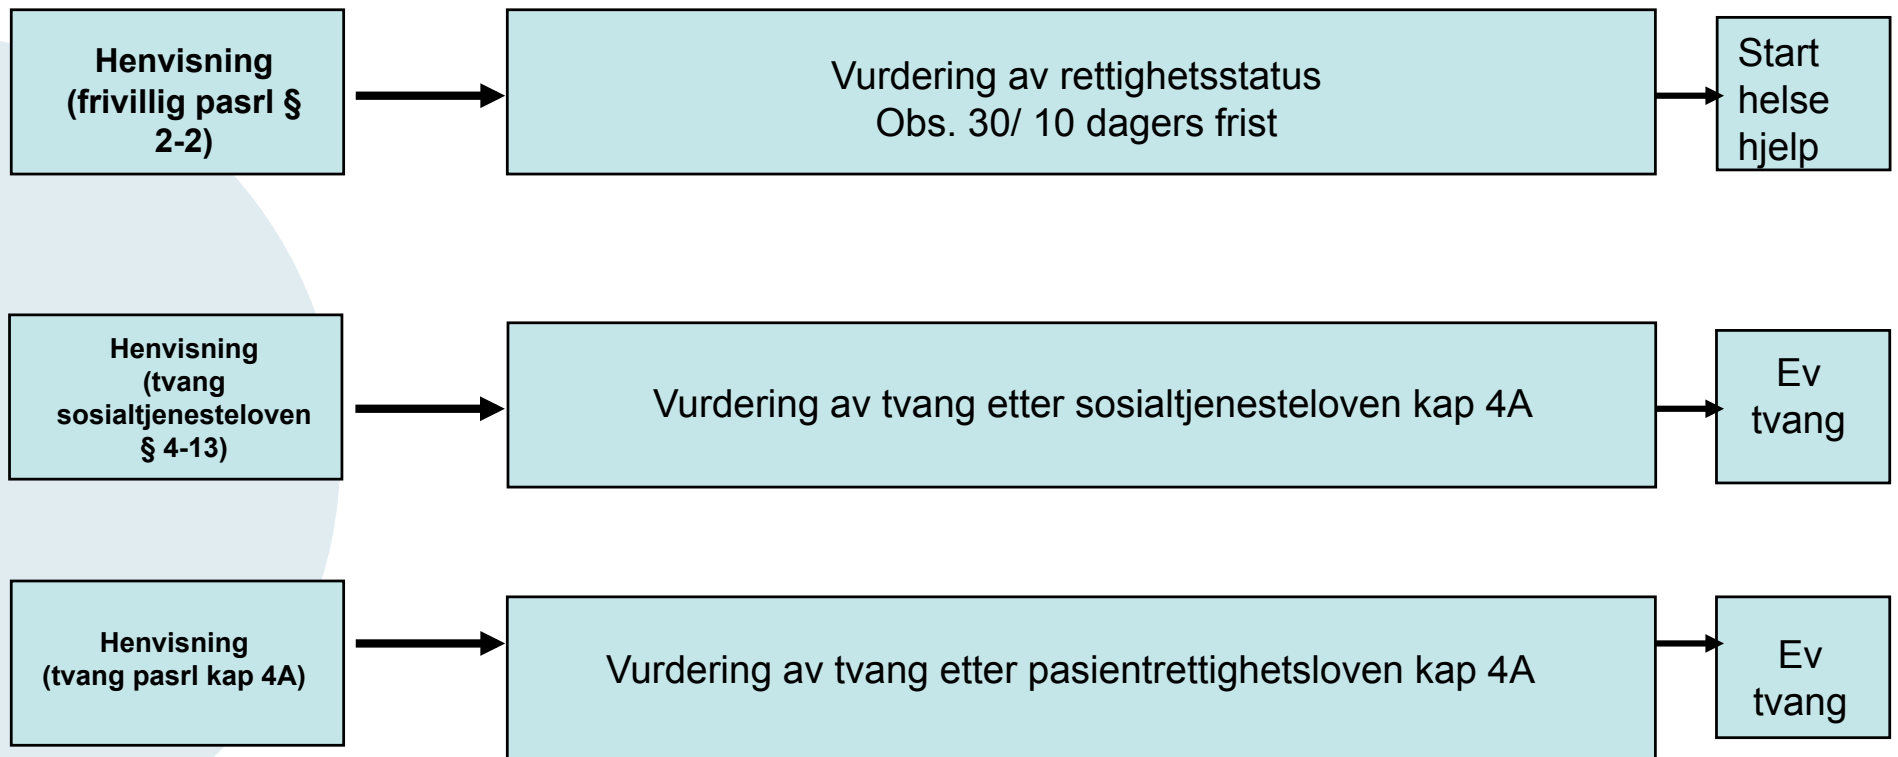 Henvisning
(frivillig pasrl §
2-2)
Vurdering av rettighetsstatus
Obs. 30/ 10 dagers frist
Start
helse
hjelp
Henvisning
(tvang
sosialtjenesteloven
§ 4-13)
Vurdering av tvang etter sosialtjenesteloven kap 4A
Ev
tvang
Henvisning
(tvang pasrl kap 4A)
Vurdering av tvang etter pasientrettighetsloven kap 4A
Ev
tvang